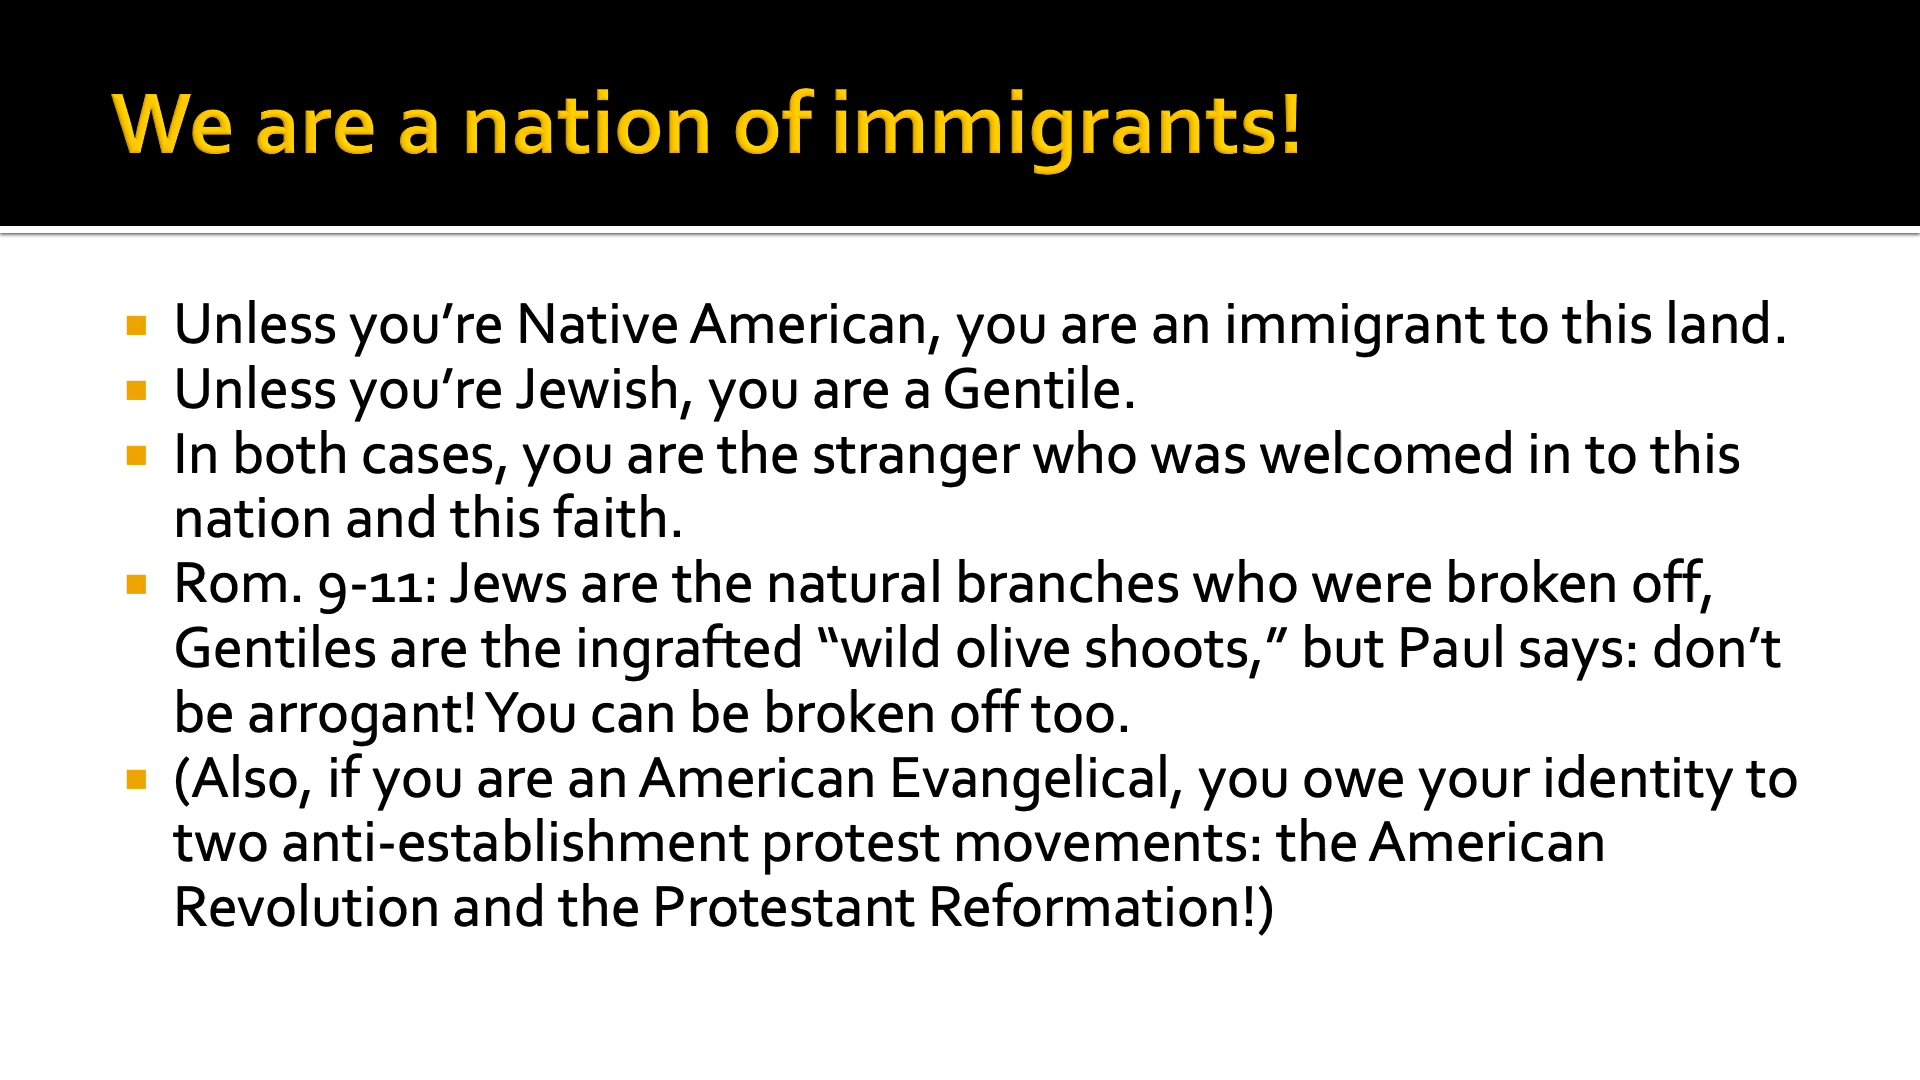 We are a nation of immigrants!
Unless you’re Native American, you are an immigrant to this land.
Unless you’re Jewish, you are a Gentile.
In both cases, you are the stranger who was welcomed in to this
nation and this faith.
Rom. 9-11: Jews are the natural branches who were broken off,
Gentiles are the ingrafted “wild olive shoots,” but Paul says: don’t
be arrogant! You can be broken off too.
(Also, if you are an American Evangelical, you owe your identity to
two anti-establishment protest movements: the American
Revolution and the Protestant Reformation!)